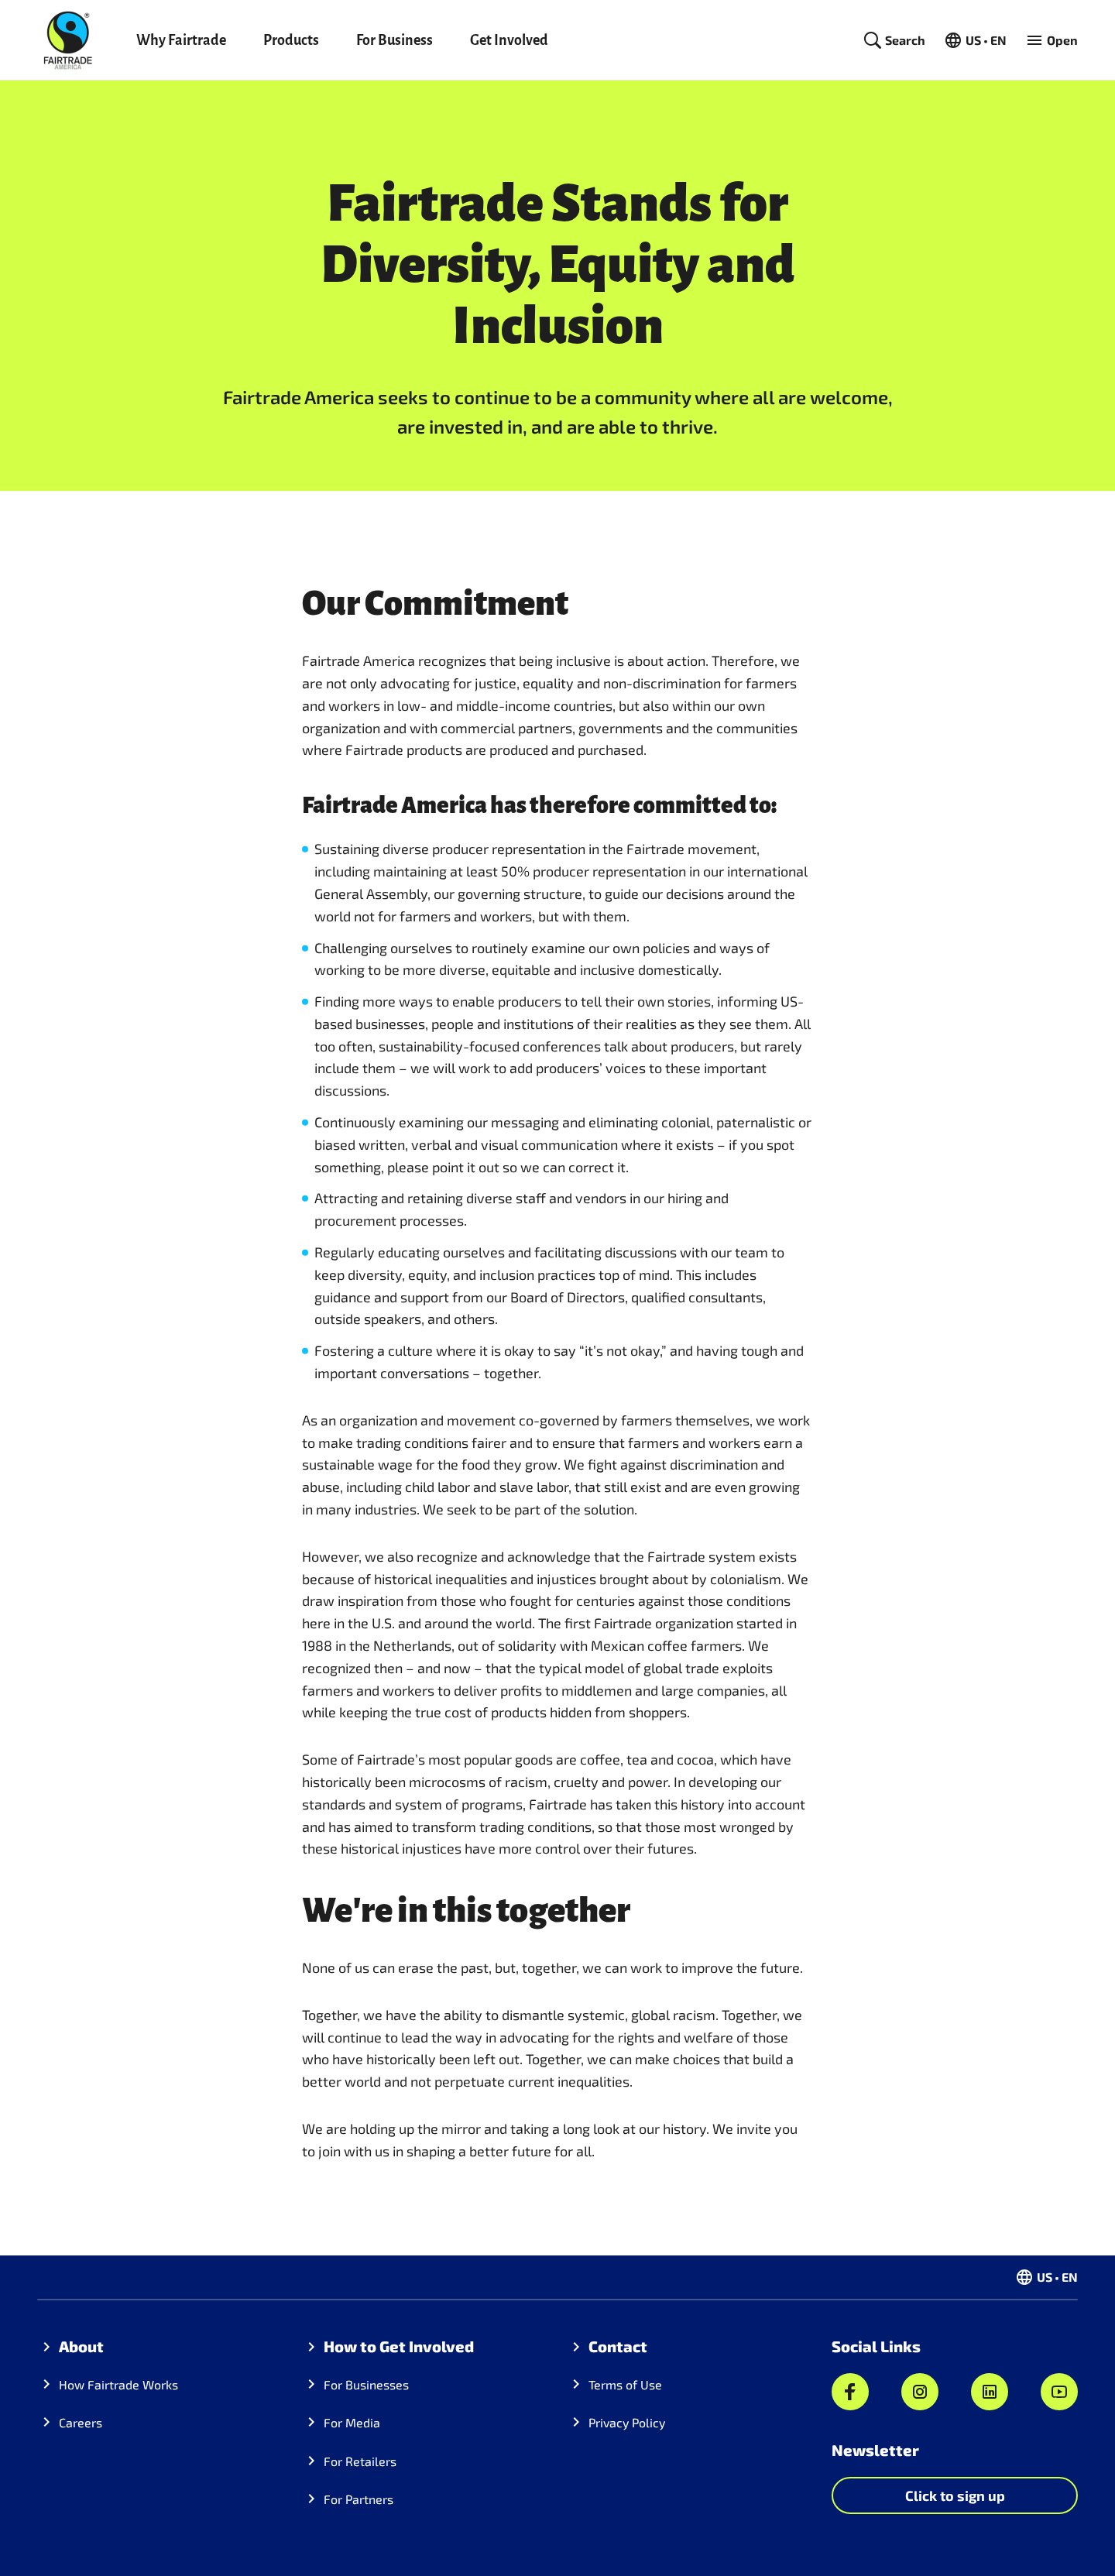 FAIRTRADE
AMERICA
Why Fairtrade
Products
For Business
Get Involved
Search
US • EN
Open
Fairtrade Stands for
Diversity, Equity and
Inclusion
Fairtrade America seeks to continue to be a community where all are welcome,
are invested in, and are able to thrive.
Our Commitment
Fairtrade America recognizes that being inclusive is about action. Therefore, we
are not only advocating for justice, equality and non-discrimination for farmers
and workers in low- and middle-income countries, but also within our own
organization and with commercial partners, governments and the communities
where Fairtrade products are produced and purchased.
Fairtrade America has therefore committed to:
Sustaining diverse producer representation in the Fairtrade movement,
including maintaining at least 50% producer representation in our international
General Assembly, our governing structure, to guide our decisions around the
world not for farmers and workers, but with them.
Challenging ourselves to routinely examine our own policies and ways of
working to be more diverse, equitable and inclusive domestically.
Finding more ways to enable producers to tell their own stories, informing US-
based businesses, people and institutions of their realities as they see them. All
too often, sustainability-focused conferences talk about producers, but rarely
include them – we will work to add producers’ voices to these important
discussions.
Continuously examining our messaging and eliminating colonial, paternalistic or
biased written, verbal and visual communication where it exists – if you spot
something, please point it out so we can correct it.
Attracting and retaining diverse staff and vendors in our hiring and
procurement processes.
Regularly educating ourselves and facilitating discussions with our team to
keep diversity, equity, and inclusion practices top of mind. This includes
guidance and support from our Board of Directors, qualified consultants,
outside speakers, and others.
Fostering a culture where it is okay to say “it’s not okay,” and having tough and
important conversations – together.
As an organization and movement co-governed by farmers themselves, we work
to make trading conditions fairer and to ensure that farmers and workers earn a
sustainable wage for the food they grow. We fight against discrimination and
abuse, including child labor and slave labor, that still exist and are even growing
in many industries. We seek to be part of the solution.
However, we also recognize and acknowledge that the Fairtrade system exists
because of historical inequalities and injustices brought about by colonialism. We
draw inspiration from those who fought for centuries against those conditions
here in the U.S. and around the world. The first Fairtrade organization started in
1988 in the Netherlands, out of solidarity with Mexican coffee farmers. We
recognized then – and now – that the typical model of global trade exploits
farmers and workers to deliver profits to middlemen and large companies, all
while keeping the true cost of products hidden from shoppers.
Some of Fairtrade’s most popular goods are coffee, tea and cocoa, which have
historically been microcosms of racism, cruelty and power. In developing our
standards and system of programs, Fairtrade has taken this history into account
and has aimed to transform trading conditions, so that those most wronged by
these historical injustices have more control over their futures.
We're in this together
None of us can erase the past, but, together, we can work to improve the future.
Together, we have the ability to dismantle systemic, global racism. Together, we
will continue to lead the way in advocating for the rights and welfare of those
who have historically been left out. Together, we can make choices that build a
better world and not perpetuate current inequalities.
We are holding up the mirror and taking a long look at our history. We invite you
to join with us in shaping a better future for all.
US • EN
About
How Fairtrade Works
Careers
How to Get Involved
For Businesses
For Media
For Retailers
For Partners
Contact
Terms of Use
Privacy Policy
Social Links
Newsletter
Click to sign up